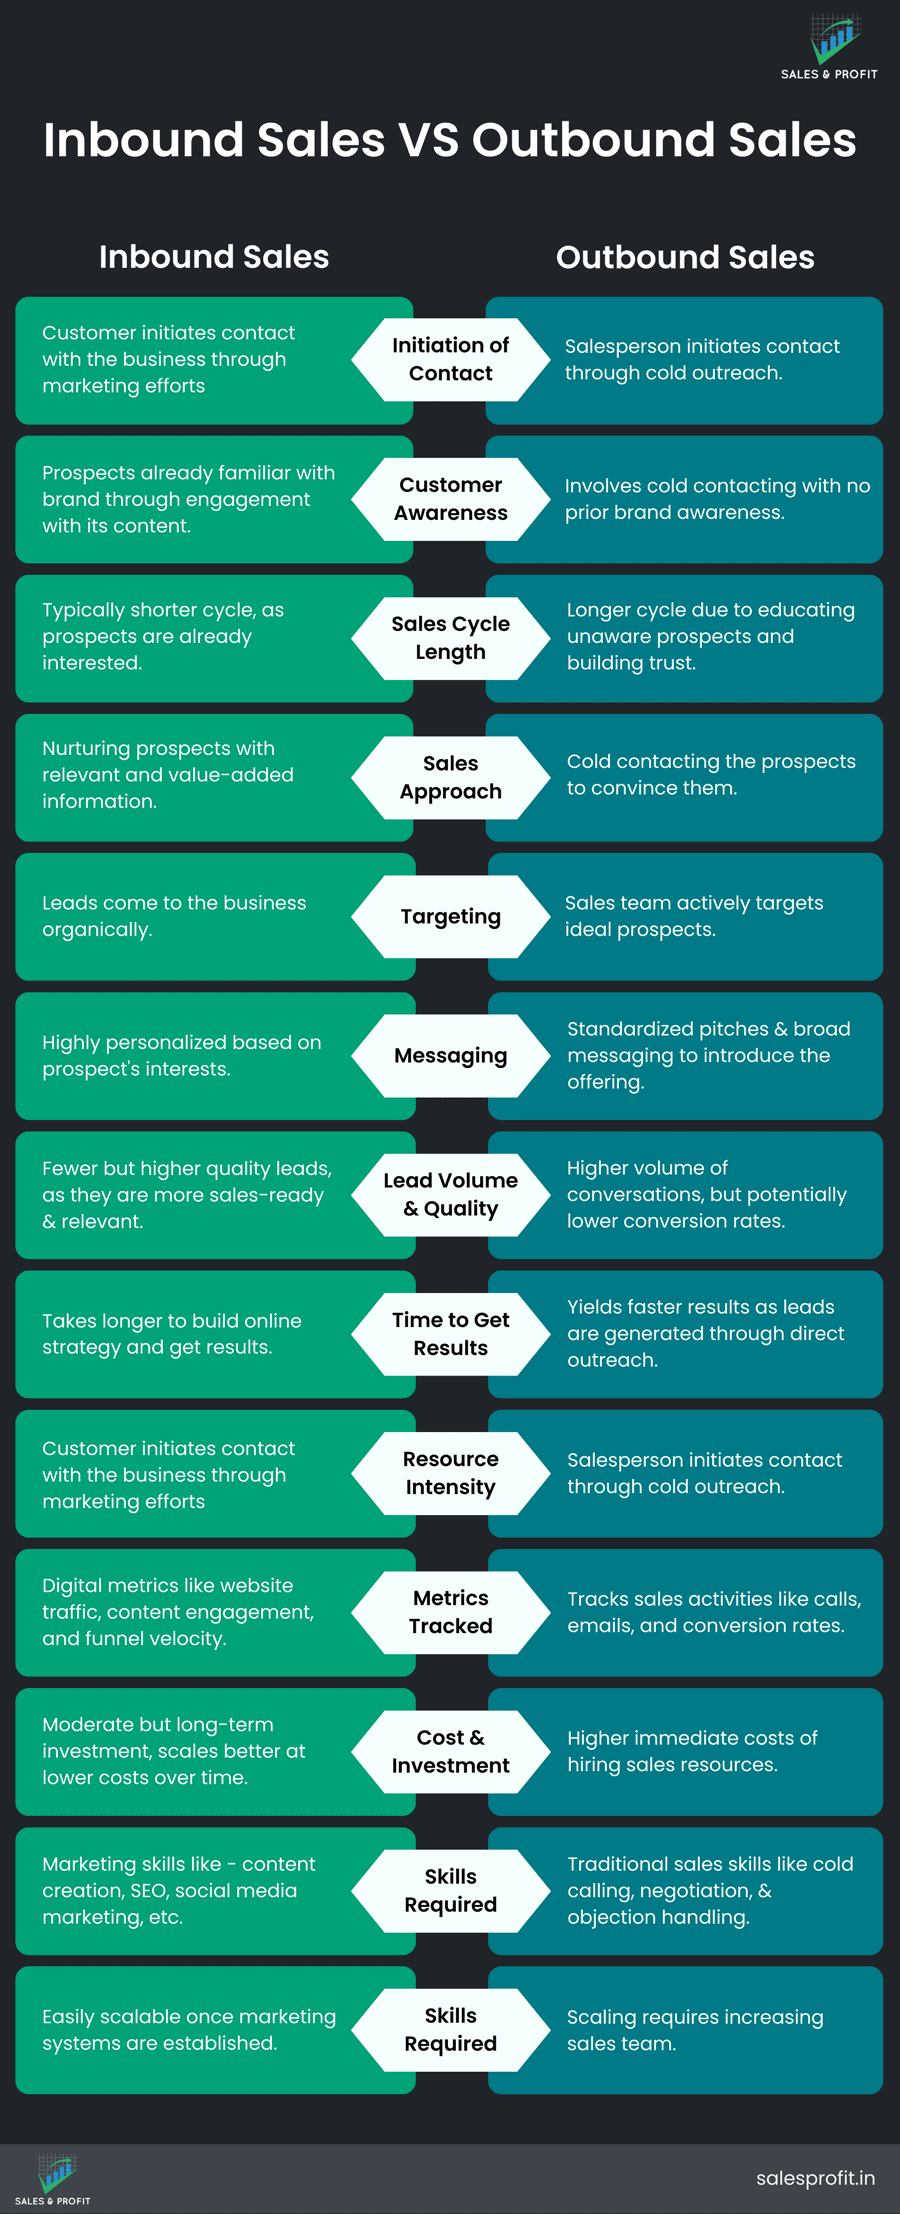 SALES & PROFIT
Inbound Sales VS Outbound Sales
Inbound Sales
Outbound Sales
Customer initiates contact
with the business through
marketing efforts
Initiation of
Contact
Salesperson initiates contact
through cold outreach.
Prospects already familiar with
brand through engagement
with its content.
Customer
Awareness
Involves cold contacting with no
prior brand awareness.
Typically shorter cycle, as
prospects are already
interested.
Sales Cycle
Length
Longer cycle due to educating
unaware prospects and
building trust.
Nurturing prospects with
relevant and value-added
information.
Sales
Approach
Cold contacting the prospects
to convince them.
Leads come to the business
organically.
Targeting
Sales team actively targets
ideal prospects.
Highly personalized based on
prospect's interests.
Messaging
Standardized pitches & broad
messaging to introduce the
offering.
Fewer but higher quality leads,
as they are more sales-ready
& relevant.
Lead Volume
& Quality
Higher volume of
conversations, but potentially
lower conversion rates.
Takes longer to build online
strategy and get results.
Time to Get
Results
Yields faster results as leads
are generated through direct
outreach.
Customer initiates contact
with the business through
marketing efforts
Resource
Intensity
Salesperson initiates contact
through cold outreach.
Digital metrics like website
traffic, content engagement,
and funnel velocity.
Metrics
Tracked
Tracks sales activities like calls,
emails, and conversion rates.
Moderate but long-term
investment, scales better at
lower costs over time.
Cost &
Investment
Higher immediate costs of
hiring sales resources.
Marketing skills like - content
creation, SEO, social media
marketing, etc.
Skills
Required
Traditional sales skills like cold
calling, negotiation, &
objection handling.
Easily scalable once marketing
systems are established.
Skills
Required
Scaling requires increasing
sales team.
SALES & PROFIT
salesprofit.in